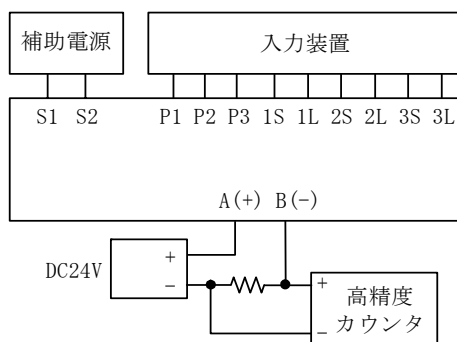 補助電源
入力装置
S1 S2 P1 P2 P3 1S 1L 2S 2L 3S 3L
A(+) B(-)
DC24V
+
-
+
-
高精度
カウンタ